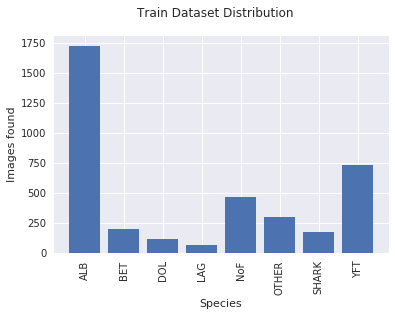 Train Dataset Distribution
Images found
1750
1500
1250
1000
750
500
250
0
ALB
BET
DOL
LAG
NoF
OTHER
SHARK
YFT
Species